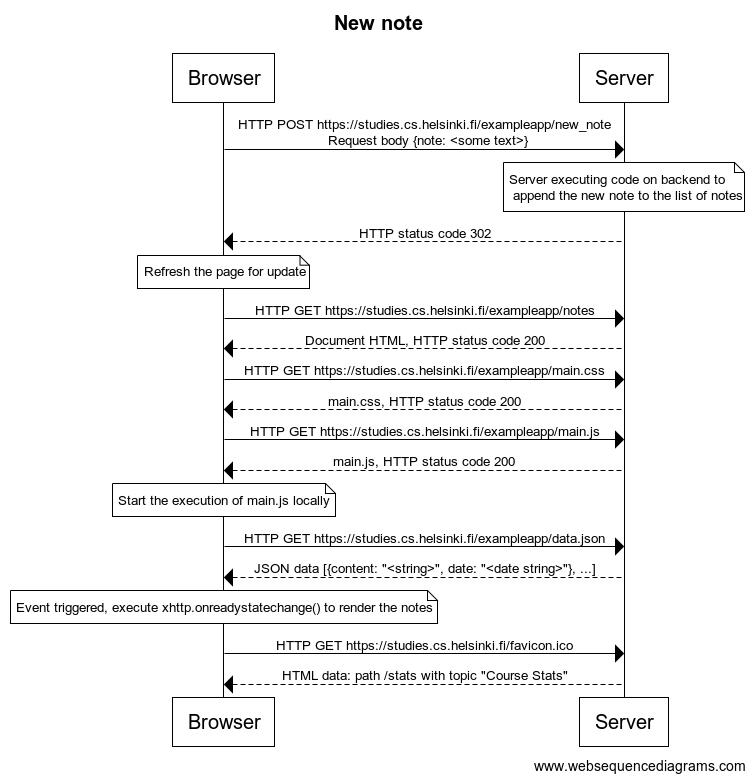 New note
Browser
Server
HTTP POST https://studies.cs.helsinki.fi/exampleapp/new_note
Request body {note: <some text>}
Server executing code on backend to
append the new note to the list of notes
HTTP status code 302
Refresh the page for update
HTTP GET https://studies.cs.helsinki.fi/exampleapp/notes
Document HTML, HTTP status code 200
HTTP GET https://studies.cs.helsinki.fi/exampleapp/main.css
main.css, HTTP status code 200
HTTP GET https://studies.cs.helsinki.fi/exampleapp/main.js
main.js, HTTP status code 200
Start the execution of main.js locally
HTTP GET https://studies.cs.helsinki.fi/exampleapp/data.json
JSON data [{content: "<string>", date: "<date string>"}, ...]
Event triggered, execute xhttp.onreadystatechange() to render the notes
HTTP GET https://studies.cs.helsinki.fi/favicon.ico
HTML data: path /stats with topic "Course Stats"
Browser
Server
www.websequencediagrams.com